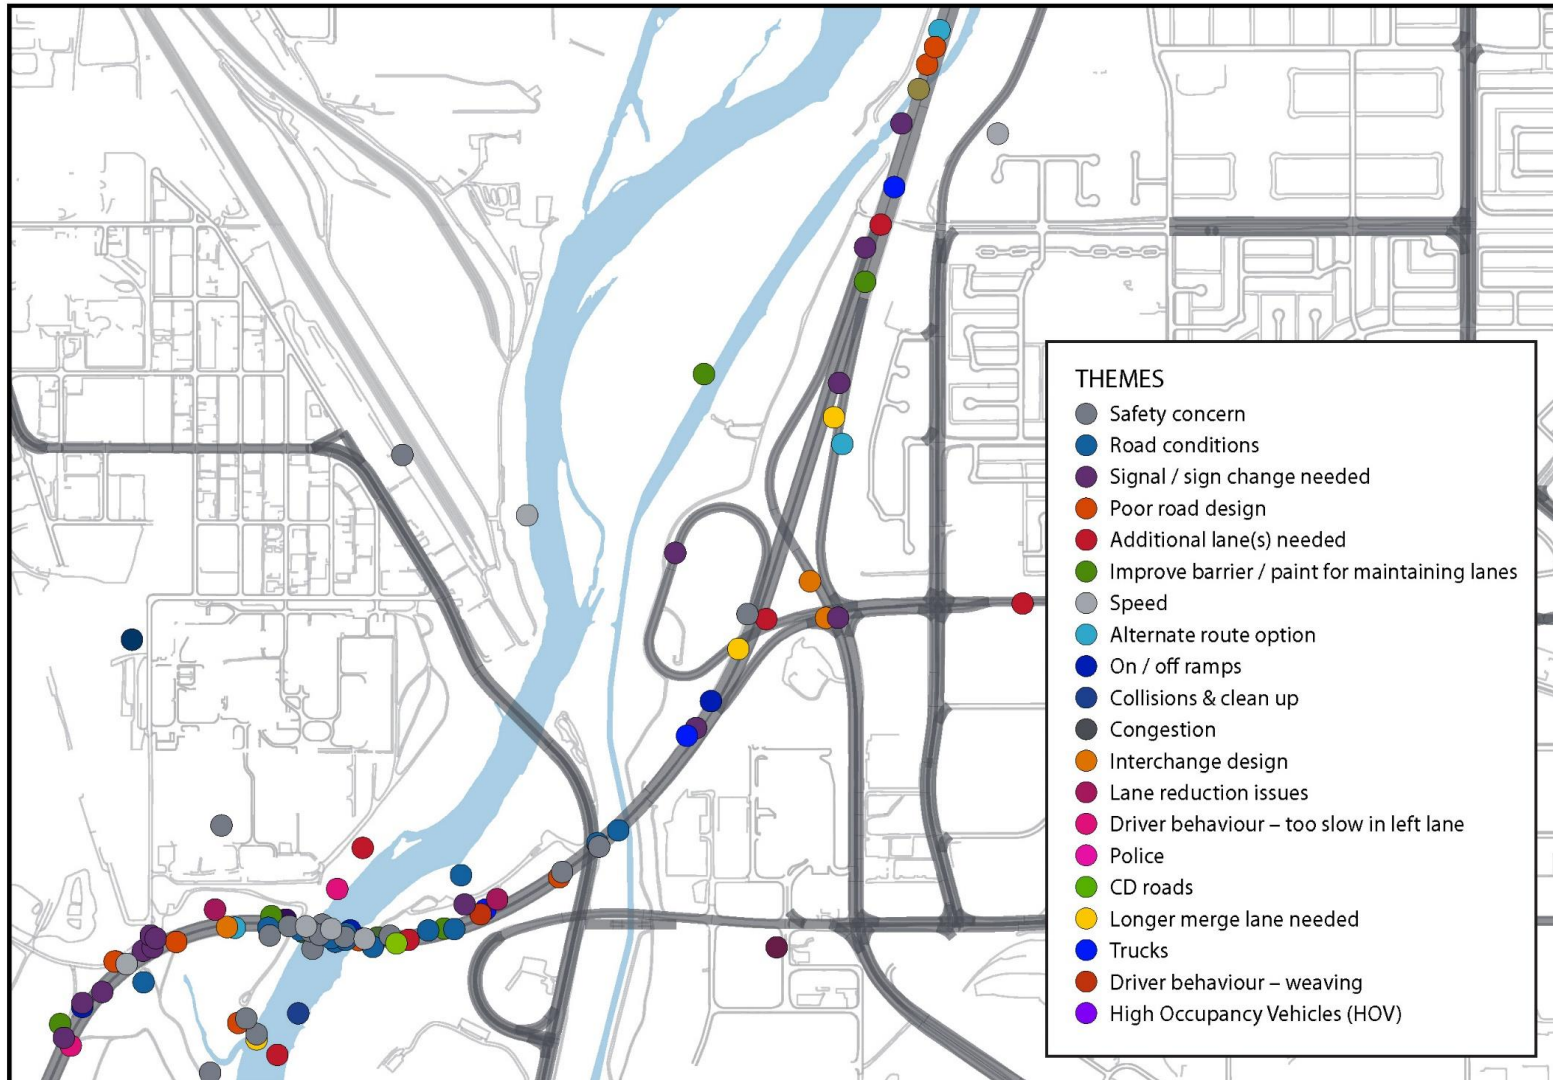 THEMES
Safety concern
Road conditions
Signal / sign change needed
Poor road design
Additional lane(s) needed
Improve barrier / paint for maintaining lanes
Speed
Alternate route option
On / off ramps
Collisions & clean up
Congestion
Interchange design
Lane reduction issues
Driver behaviour – too slow in left lane
Police
CD roads
Longer merge lane needed
Trucks
Driver behaviour – weaving
High Occupancy Vehicles (HOV)